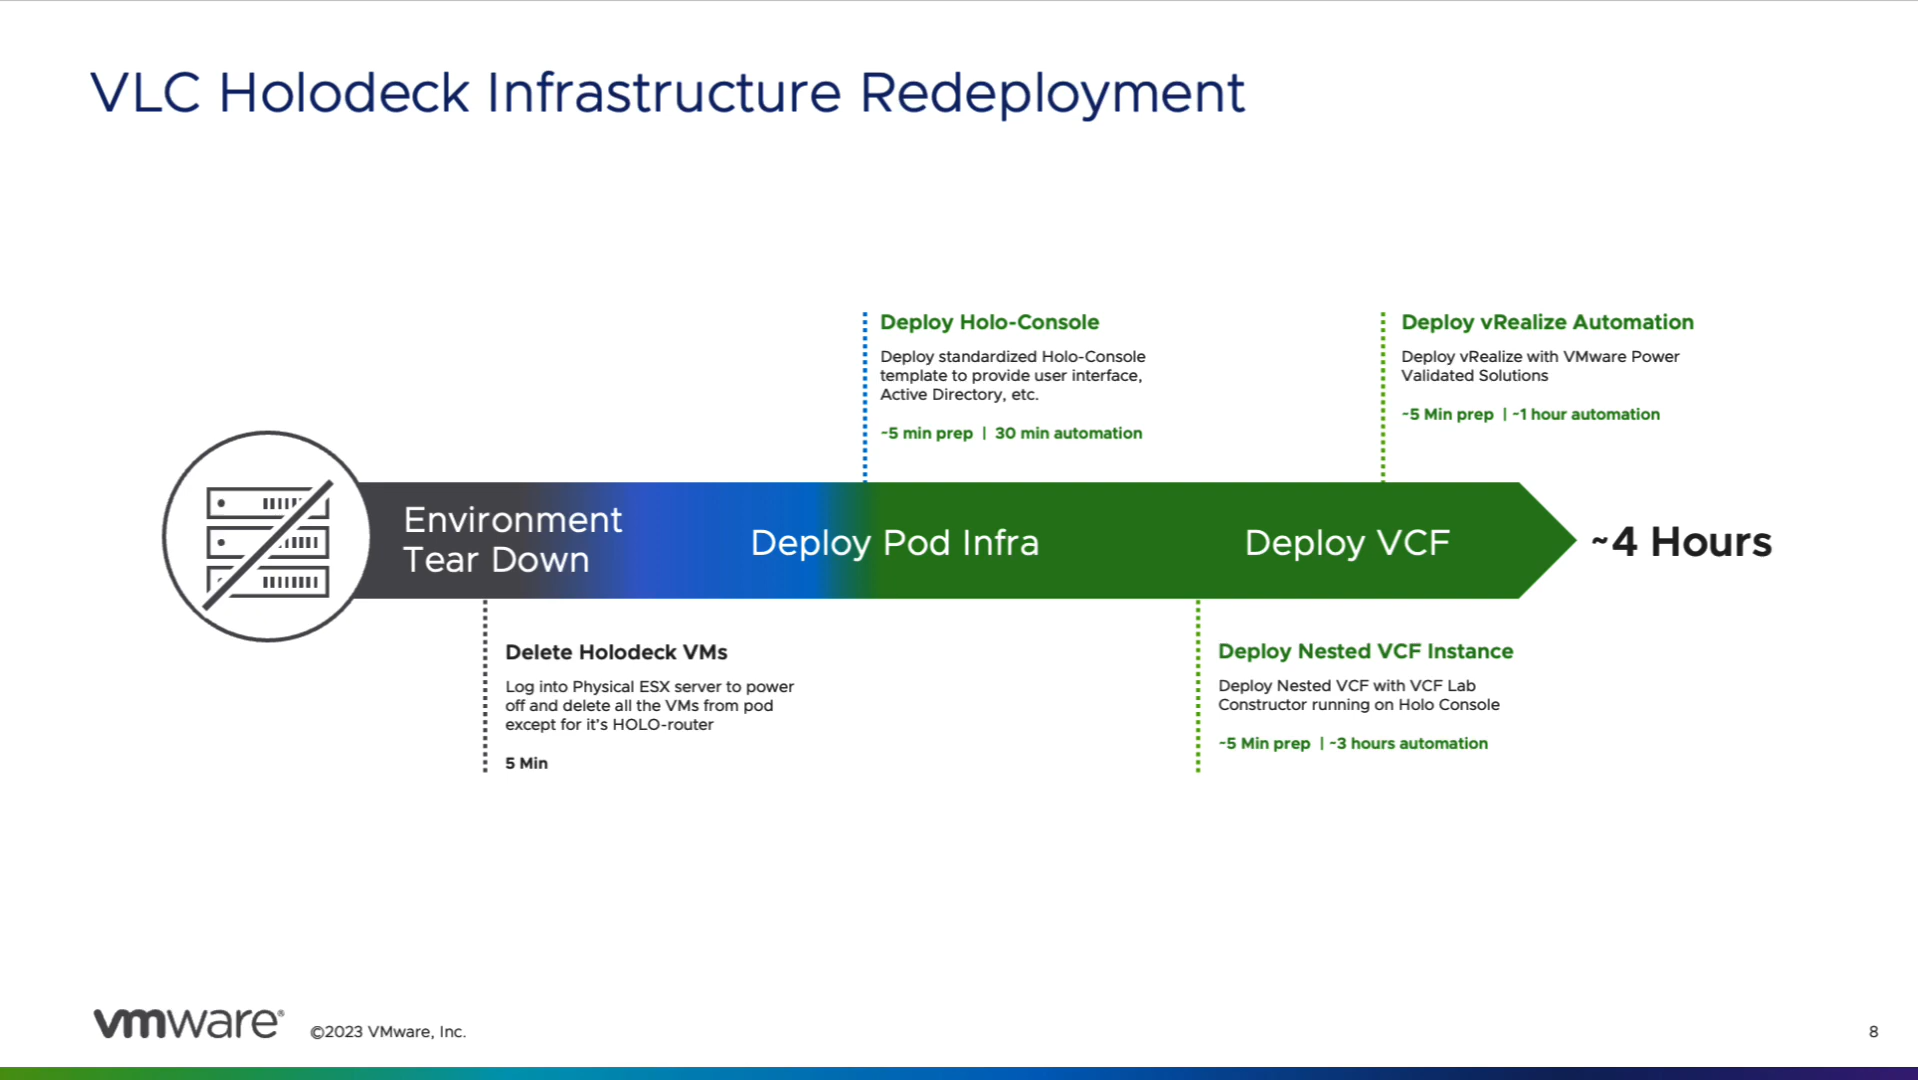 VLC Holodeck Infrastructure Redeployment
Deploy Holo-Console
Deploy standardized Holo-Console
template to provide user interface,
Active Directory, etc.
~5 min prep | 30 min automation
Deploy vRealize Automation
Deploy vRealize with VMware Power
Validated Solutions
~5 Min prep | ~1 hour automation
Environment
Tear Down
Deploy Pod Infra
Deploy VCF
~4 Hours
Delete Holodeck VMs
Log into Physical ESX server to power
off and delete all the VMs from pod
except for it's HOLO-router
5 Min
Deploy Nested VCF Instance
Deploy Nested VCF with VCF Lab
Constructor running on Holo Console
~5 Min prep | ~3 hours automation
vmware®
©2023 VMware, Inc.
8